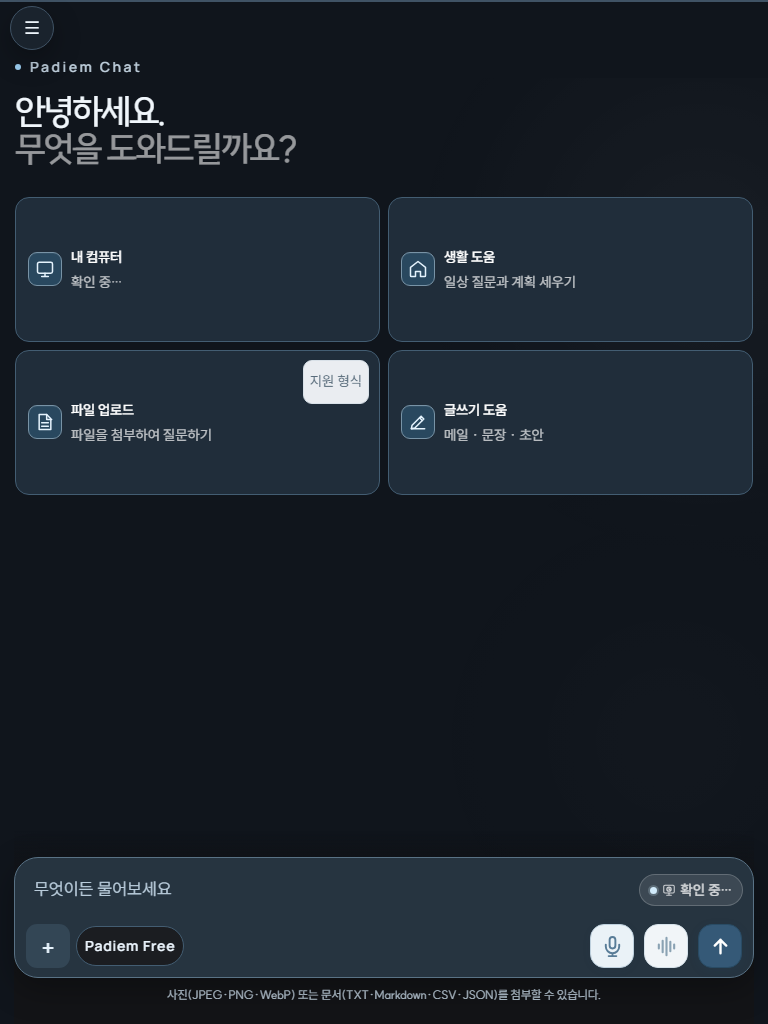 Padiem Chat
안녕하세요.
무엇을 도와드릴까요?
내 컴퓨터
확인 중…
생활 도움
일상 질문과 계획 세우기
지원 형식
파일 업로드
파일을 첨부하여 질문하기
글쓰기 도움
메일 · 문장 · 초안
무엇이든 물어보세요
확인 중…
+
Padiem Free
사진(JPEG·PNG·WebP) 또는 문서(TXT·Markdown·CSV·JSON)를 첨부할 수 있습니다.